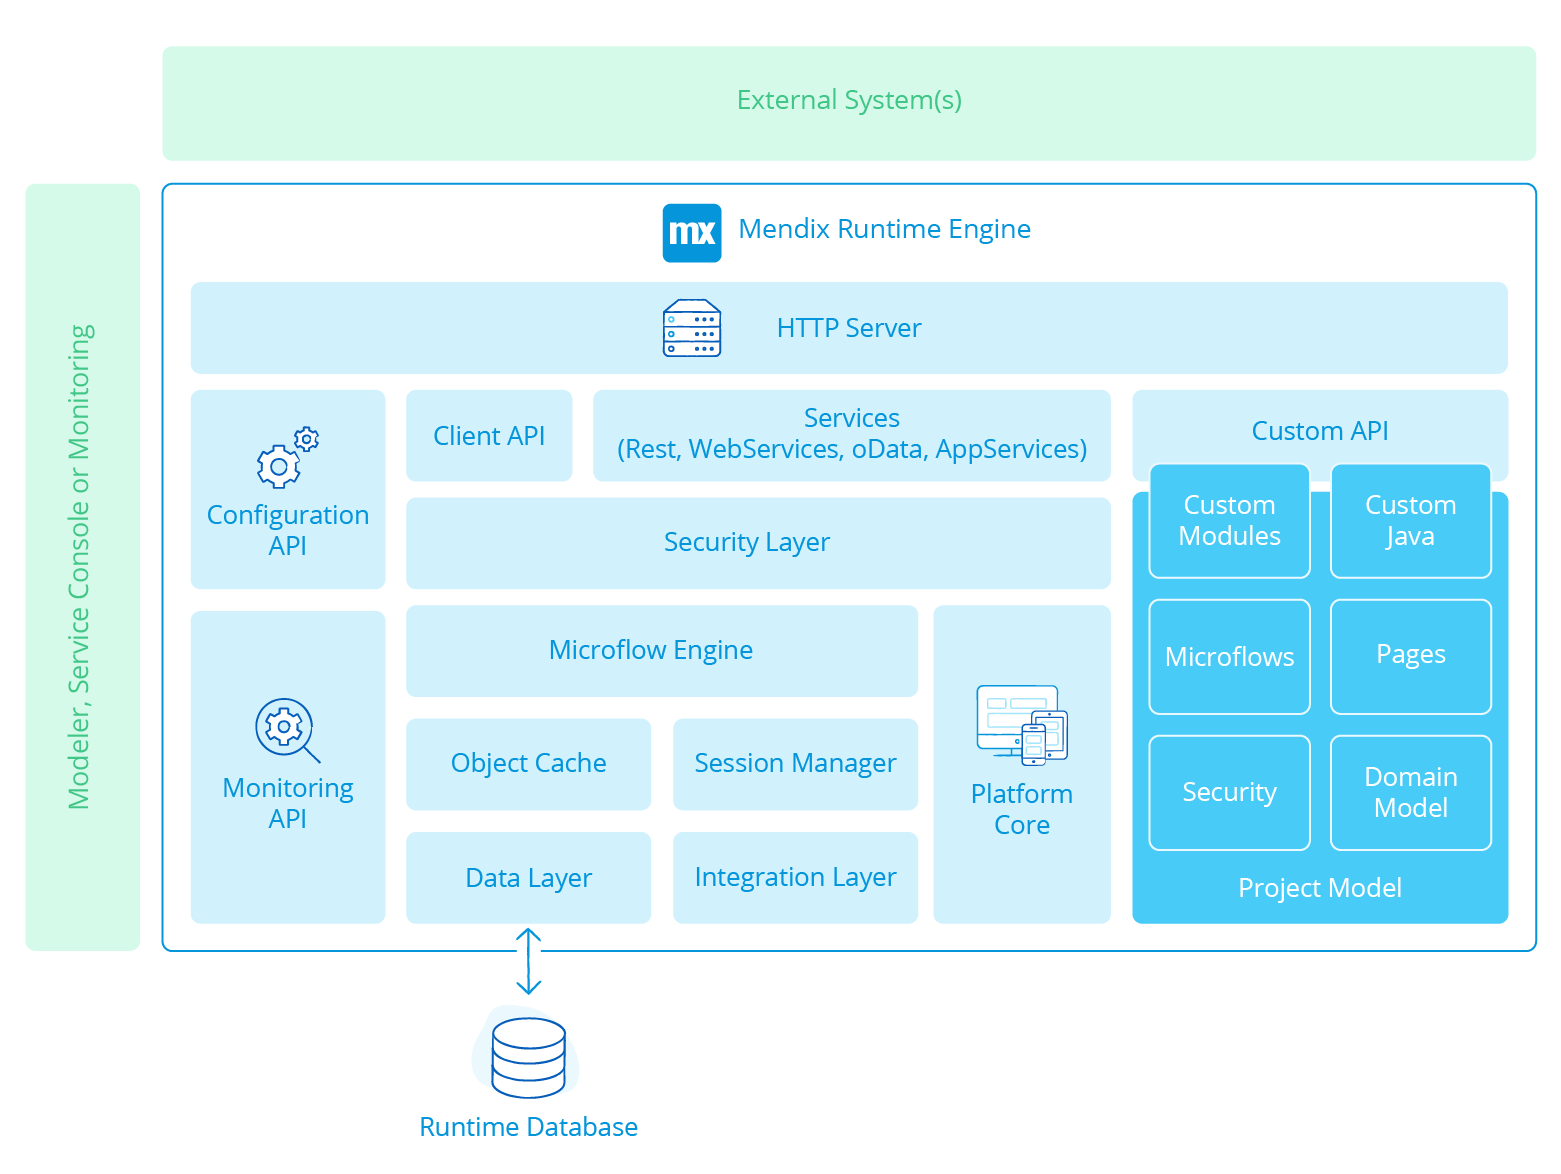 External System(s)
Modeler, Service Console or Monitoring
mx
Mendix Runtime Engine
HTTP Server
Configuration
API
Client API
Services
(Rest, WebServices, oData, AppServices)
Custom API
Security Layer
Custom
Modules
Custom
Java
Monitoring
API
Microflow Engine
Object Cache
Session Manager
Data Layer
Integration Layer
Platform
Core
Microflows
Pages
Security
Domain
Model
Project Model
Runtime Database